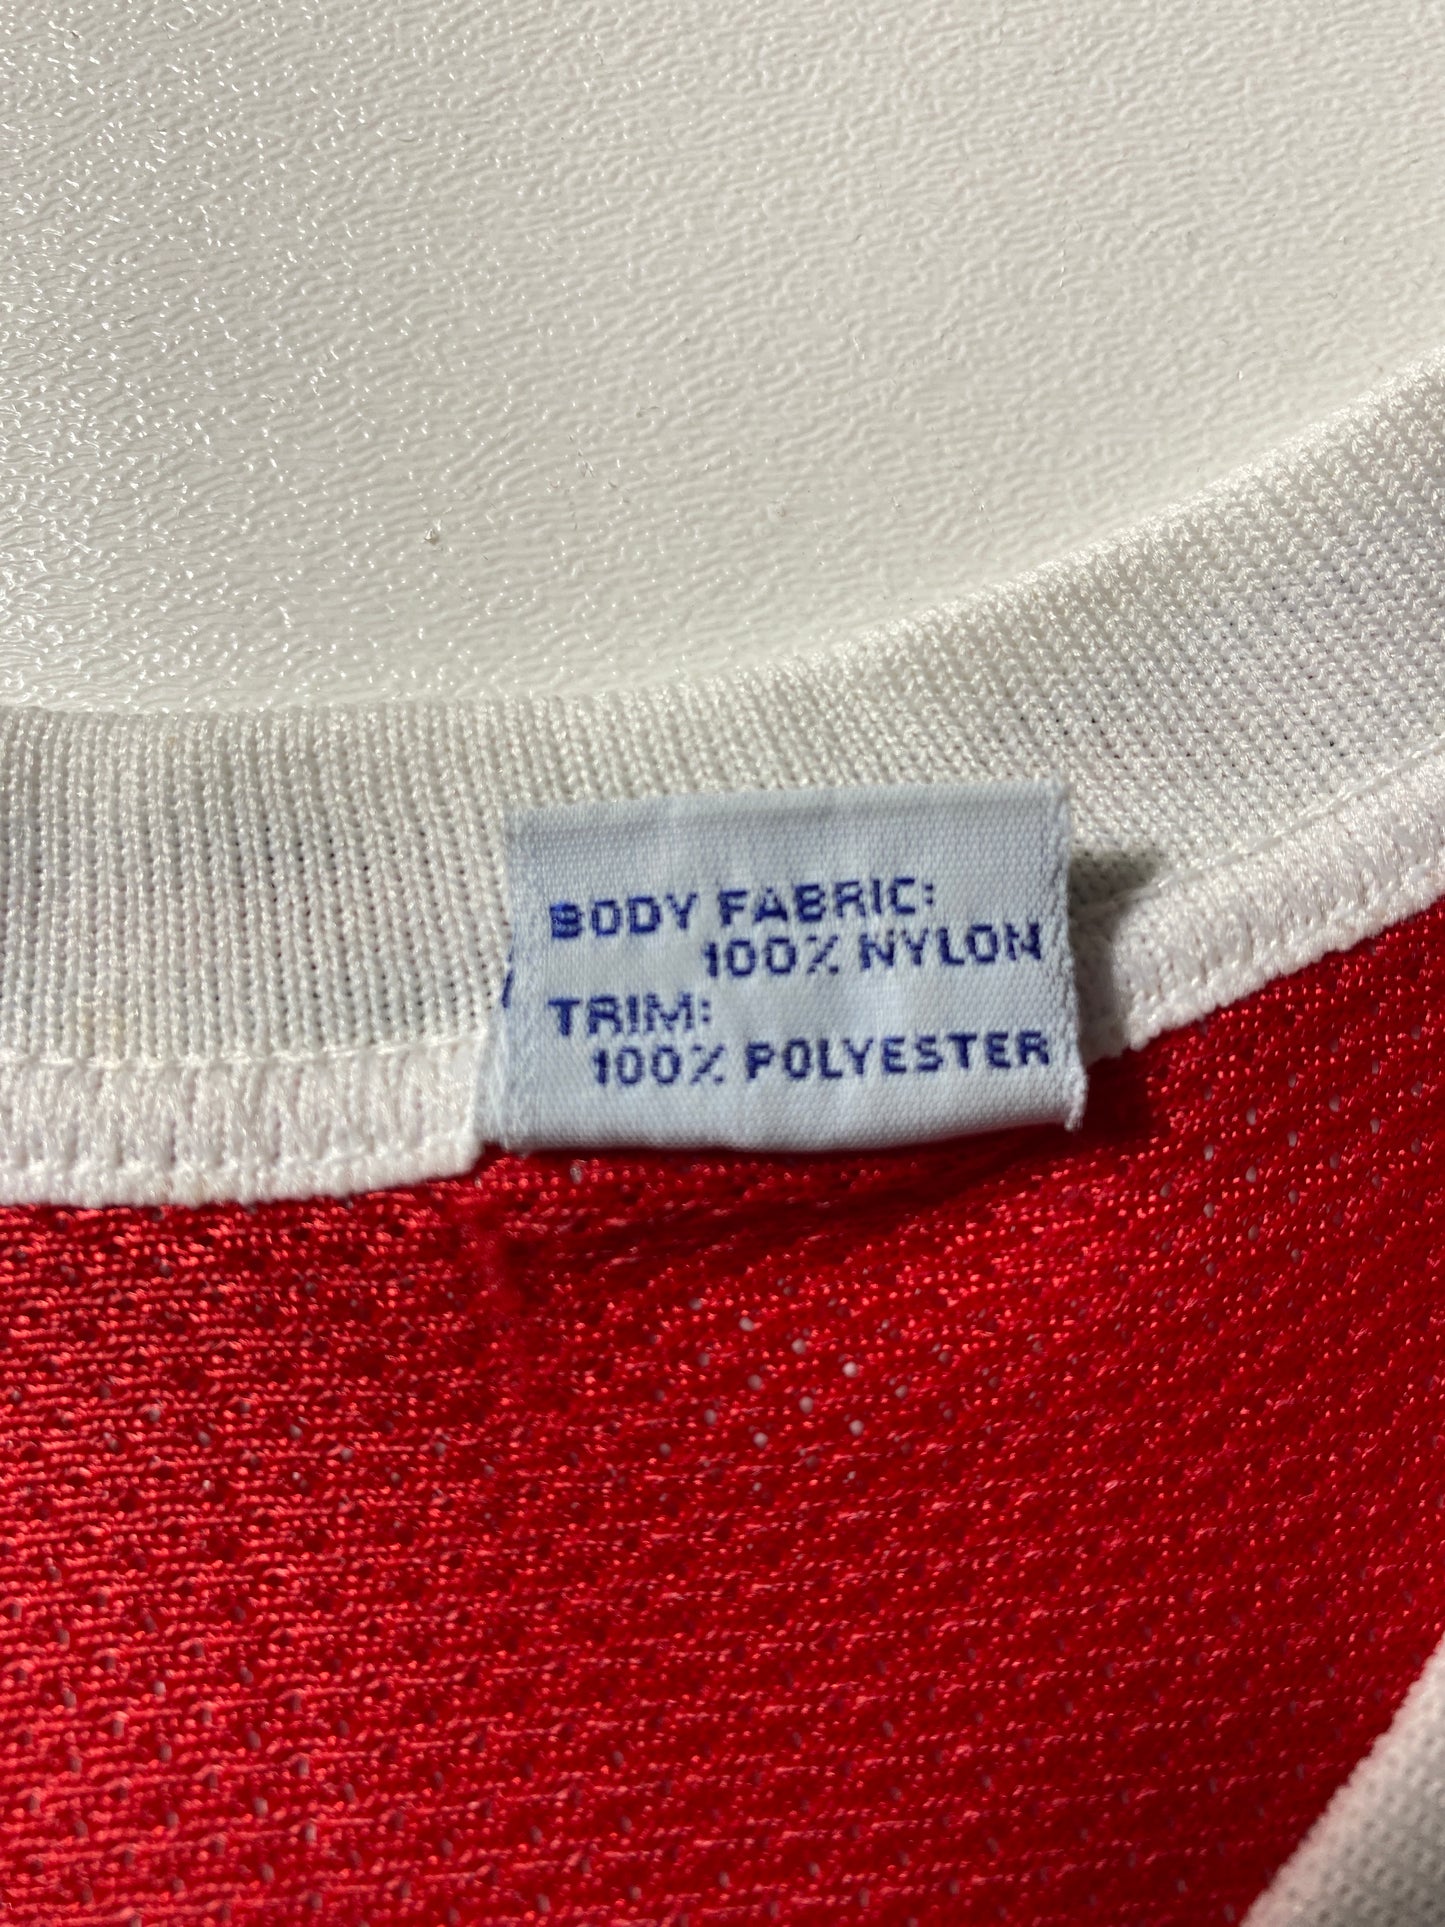 BODY FABRIC:
100% NYLON
TRIM:
100% POLYESTER